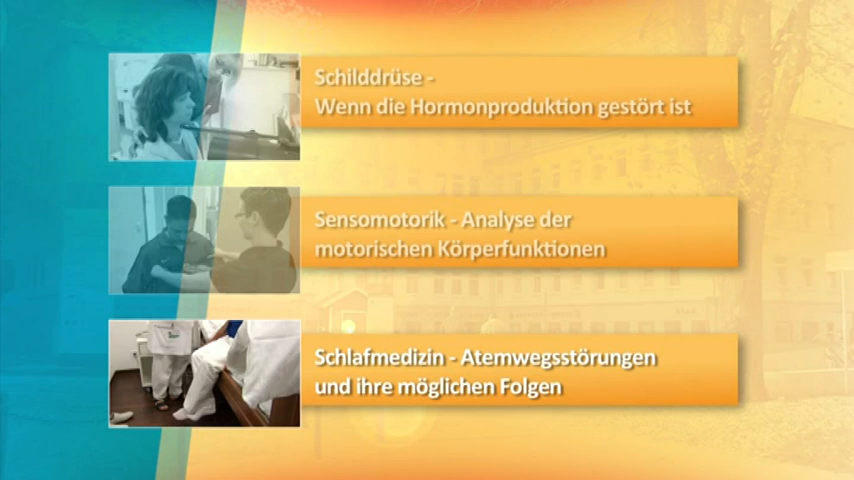 Schilddrüse -
Wenn die Hormonproduktion gestört ist
Sensomotorik - Analyse der
motorischen Körperfunktionen
Schlafmedizin - Atemwegsstörungen
und ihre möglichen Folgen